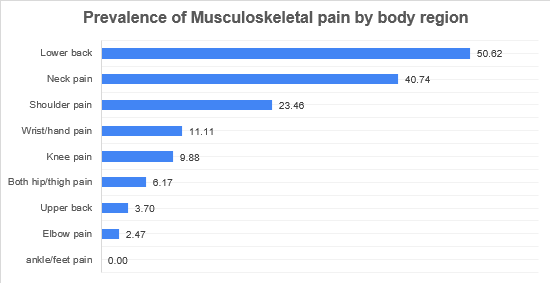 Prevalence of Musculoskeletal pain by body region
Lower back 50.62
Neck pain 40.74
Shoulder pain 23.46
Wrist/hand pain 11.11
Knee pain 9.88
Both hip/thigh pain 6.17
Upper back 3.70
Elbow pain 2.47
ankle/feet pain 0.00